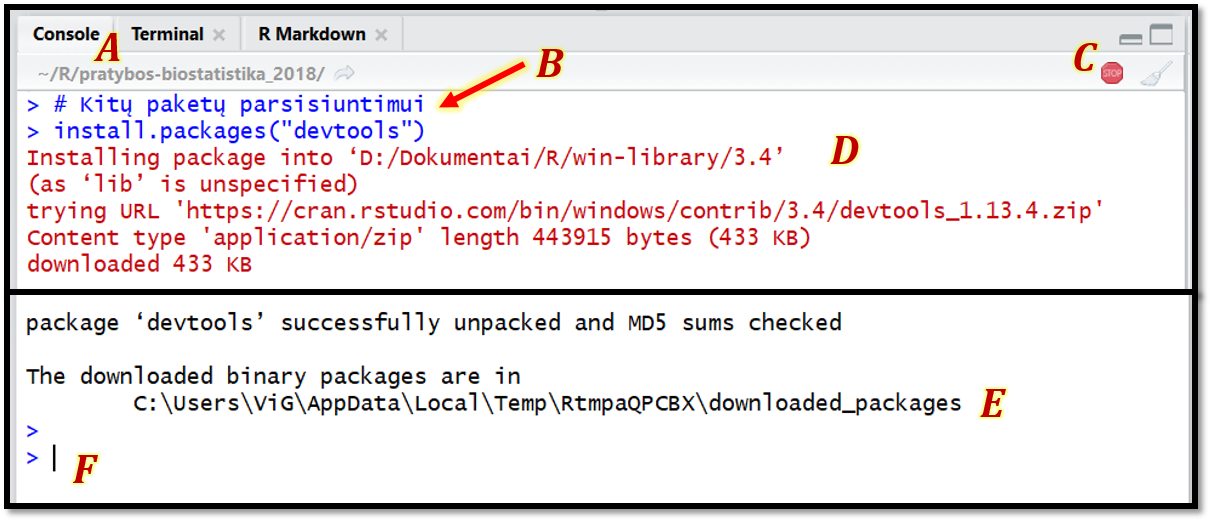 Console Terminal R Markdown
A
~/R/pratybos-biostatistika_2018/
B
C
STOP
> # Kitų paketų parsisiuntimui
> install.packages("devtools")
Installing package into ‘D:/Dokumentai/R/win-library/3.4’ D
(as ‘lib’ is unspecified)
trying URL 'https://cran.rstudio.com/bin/windows/contrib/3.4/devtools_1.13.4.zip'
Content type 'application/zip' length 443915 bytes (433 KB)
downloaded 433 KB
package ‘devtools’ successfully unpacked and MD5 sums checked
The downloaded binary packages are in
C:\Users\ViG\AppData\Local\Temp\RtmpaQPCBX\downloaded_packages E
>
> F